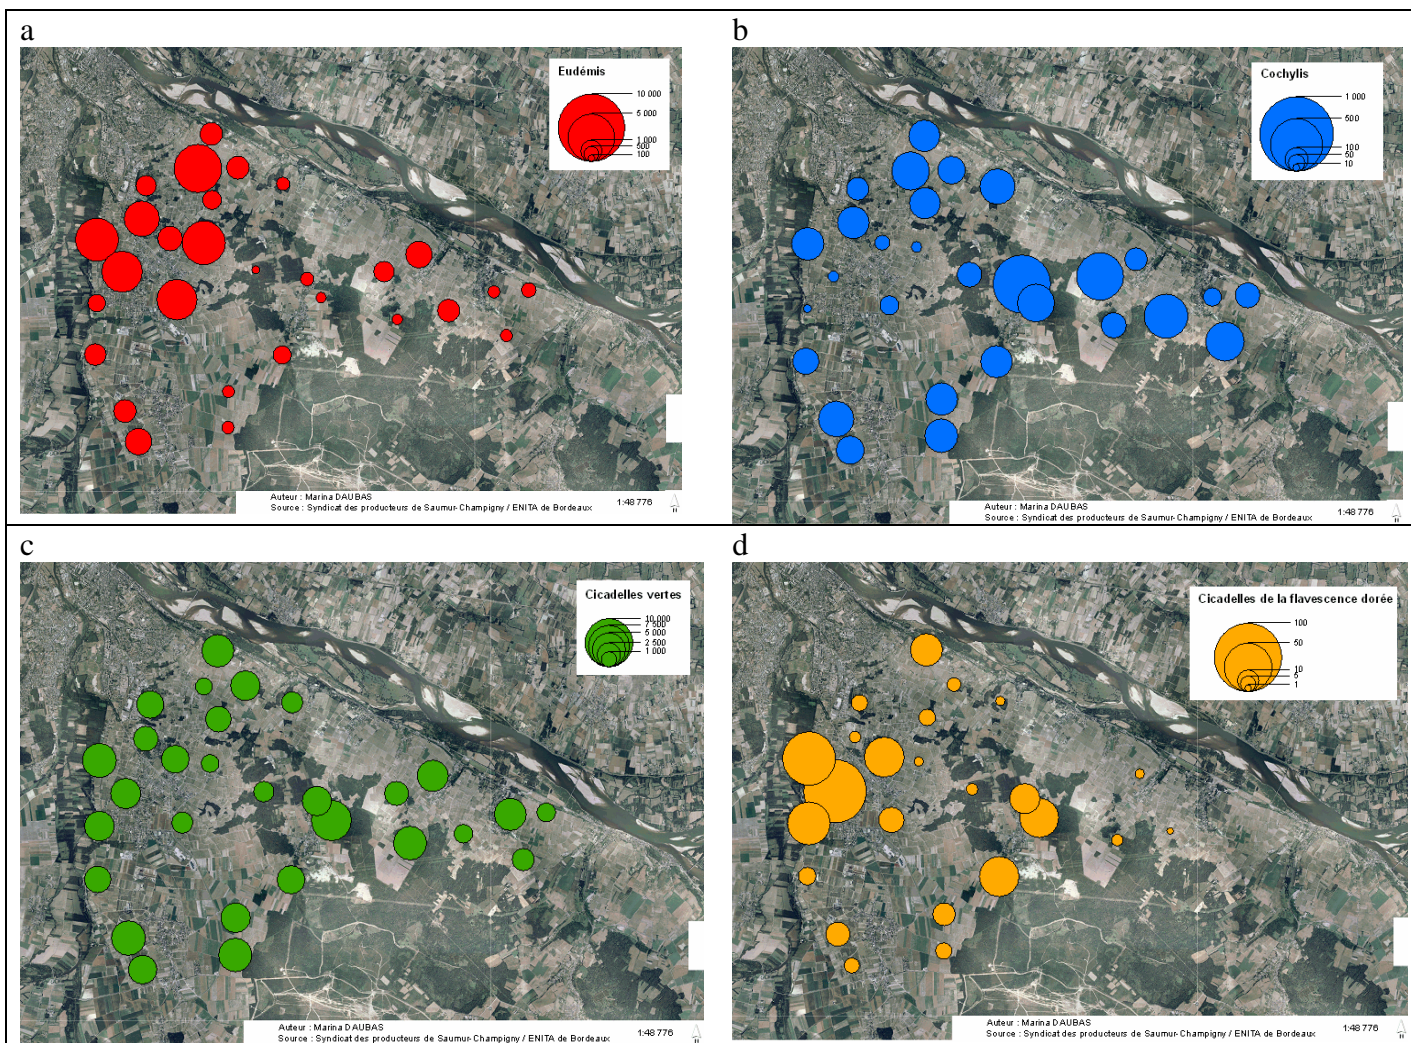 a
Eudémis
10 000
5 000
1 000
500
100
Auteur : Marina DAUBAS
Source : Syndicat des producteurs de Saumur-Champigny / ENITA de Bordeaux
1:48 776
b
Cochylis
1 000
500
100
50
10
Auteur : Marina DAUBAS
Source : Syndicat des producteurs de Saumur-Champigny / ENITA de Bordeaux
1:48 776
c
Cicadelles vertes
10 000
7 500
5 000
2 500
1 000
Auteur : Marina DAUBAS
Source : Syndicat des producteurs de Saumur-Champigny / ENITA de Bordeaux
1:48 776
d
Cicadelles de la flavescence dorée
100
50
10
5
1
Auteur : Marina DAUBAS
Source : Syndicat des producteurs de Saumur-Champigny / ENITA de Bordeaux
1:48 776